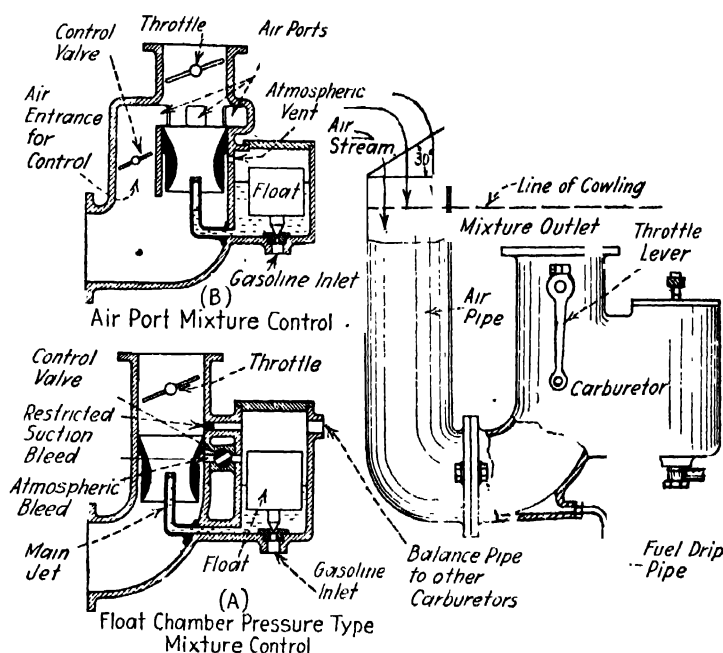 Throttle
Air Ports
Control
Valve
Air
Entrance
for
Control
Atmospheric
Vent
Float
Gasoline Inlet
(B)
Air Port Mixture Control
Air
Stream
30°
Line of Cowling
Mixture Outlet
Throttle
Lever
Air
Pipe
Carburetor
Control
Valve
Throttle
Restricted
Suction
Bleed
Atmospheric
Bleed
Main
Jet
Float
Gasoline
Inlet
Balance Pipe
to other
Carburetors
Fuel Drip
Pipe
(A)
Float Chamber Pressure Type
Mixture Control